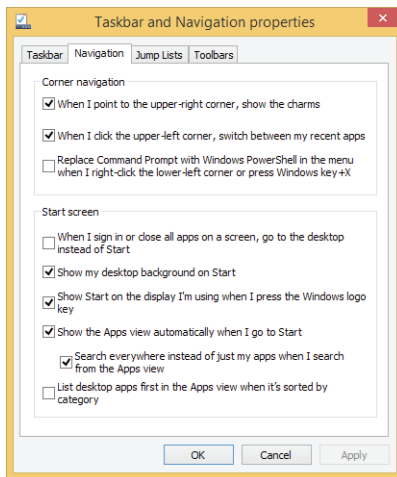 Taskbar and Navigation properties
Taskbar Navigation Jump Lists Toolbars
Corner navigation
When I point to the upper-right corner, show the charms
When I click the upper-left corner, switch between my recent apps
Replace Command Prompt with Windows PowerShell in the menu
when I right-click the lower-left corner or press Windows key+X
Start screen
When I sign in or close all apps on a screen, go to the desktop
instead of Start
Show my desktop background on Start
Show Start on the display I'm using when I press the Windows logo
key
Show the Apps view automatically when I go to Start
Search everywhere instead of just my apps when I search
from the Apps view
List desktop apps first in the Apps view when it's sorted by
category
OK Cancel Apply